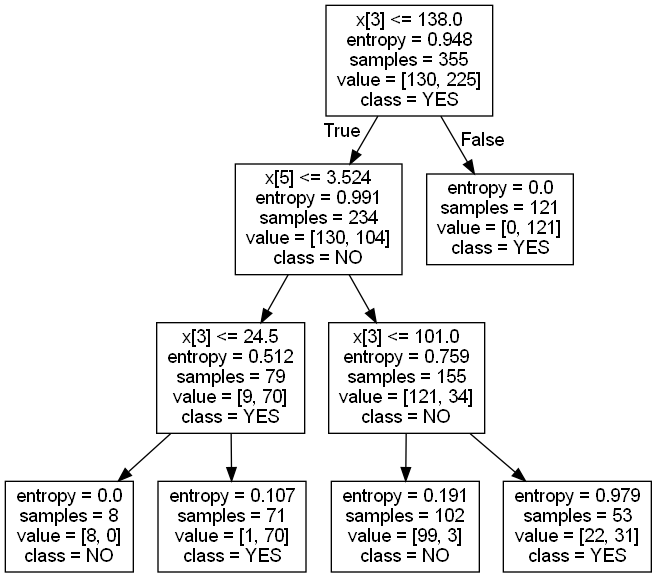 x[3] <= 138.0
entropy = 0.948
samples = 355
value = [130, 225]
class = YES
True
False
x[5] <= 3.524
entropy = 0.991
samples = 234
value = [130, 104]
class = NO
entropy = 0.0
samples = 121
value = [0, 121]
class = YES
x[3] <= 24.5
entropy = 0.512
samples = 79
value = [9, 70]
class = YES
x[3] <= 101.0
entropy = 0.759
samples = 155
value = [121, 34]
class = NO
entropy = 0.0
samples = 8
value = [8, 0]
class = NO
entropy = 0.107
samples = 71
value = [1, 70]
class = YES
entropy = 0.191
samples = 102
value = [99, 3]
class = NO
entropy = 0.979
samples = 53
value = [22, 31]
class = YES